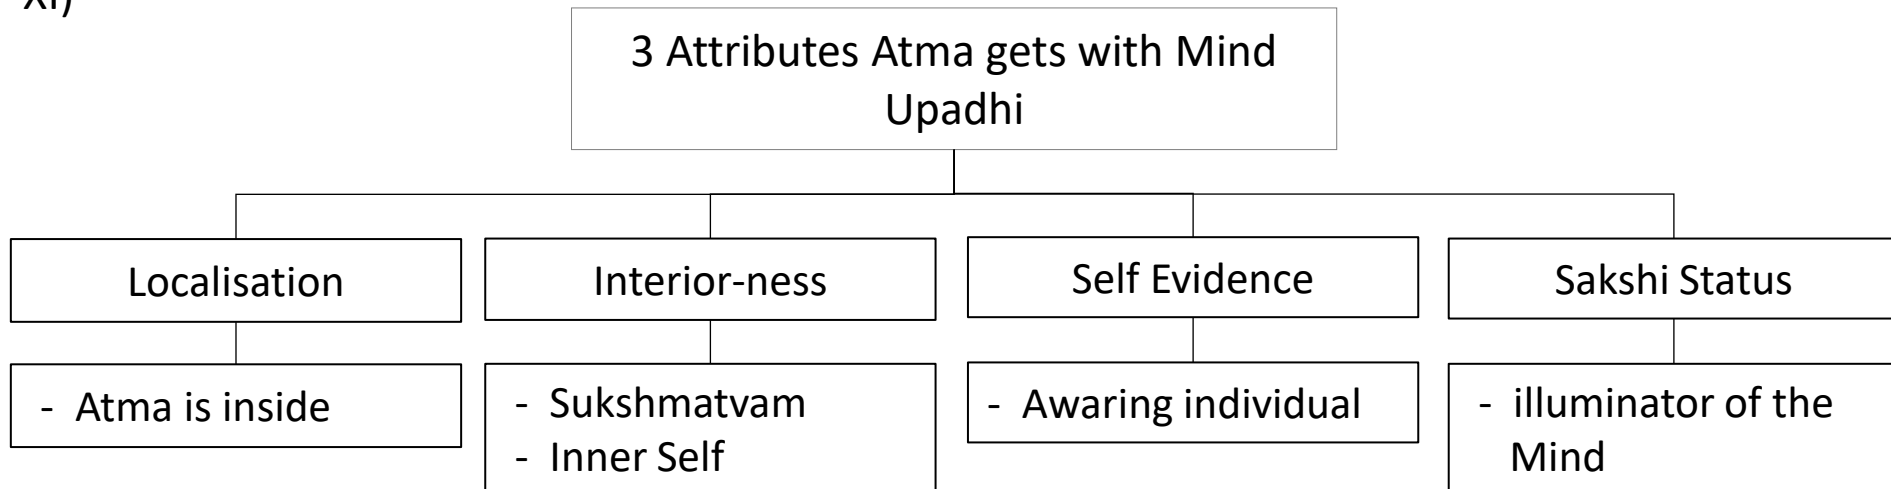 XI)
3 Attributes Atma gets with Mind
Upadhi
Localisation
Interior-ness
Self Evidence
Sakshi Status
- Atma is inside
- Sukshmatvam
- Inner Self
- Awaring individual
- illuminator of the
Mind